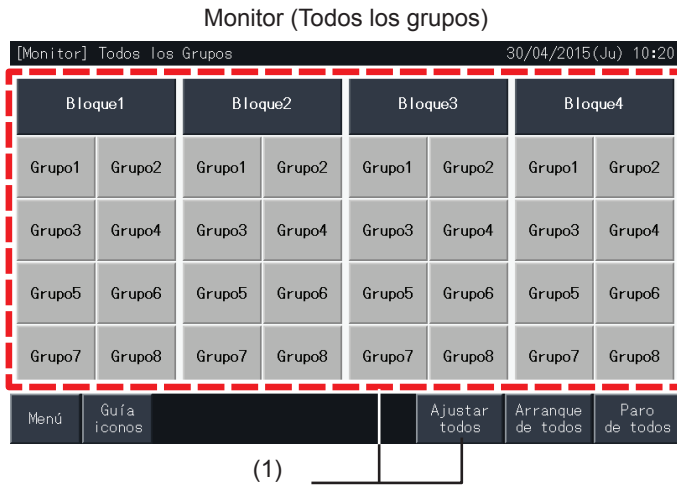 Monitor (Todos los grupos)
[Monitor] Todos los Grupos 30/04/2015(Ju) 10:20
Bloque1 Bloque2 Bloque3 Bloque4
Grupo1 Grupo2 Grupo1 Grupo2 Grupo1 Grupo2 Grupo1 Grupo2
Grupo3 Grupo4 Grupo3 Grupo4 Grupo3 Grupo4 Grupo3 Grupo4
Grupo5 Grupo6 Grupo5 Grupo6 Grupo5 Grupo6 Grupo5 Grupo6
Grupo7 Grupo8 Grupo7 Grupo8 Grupo7 Grupo8 Grupo7 Grupo8
Menú
Guía
iconos
Ajustar
todos
Arranque
de todos
Paro
de todos
(1)